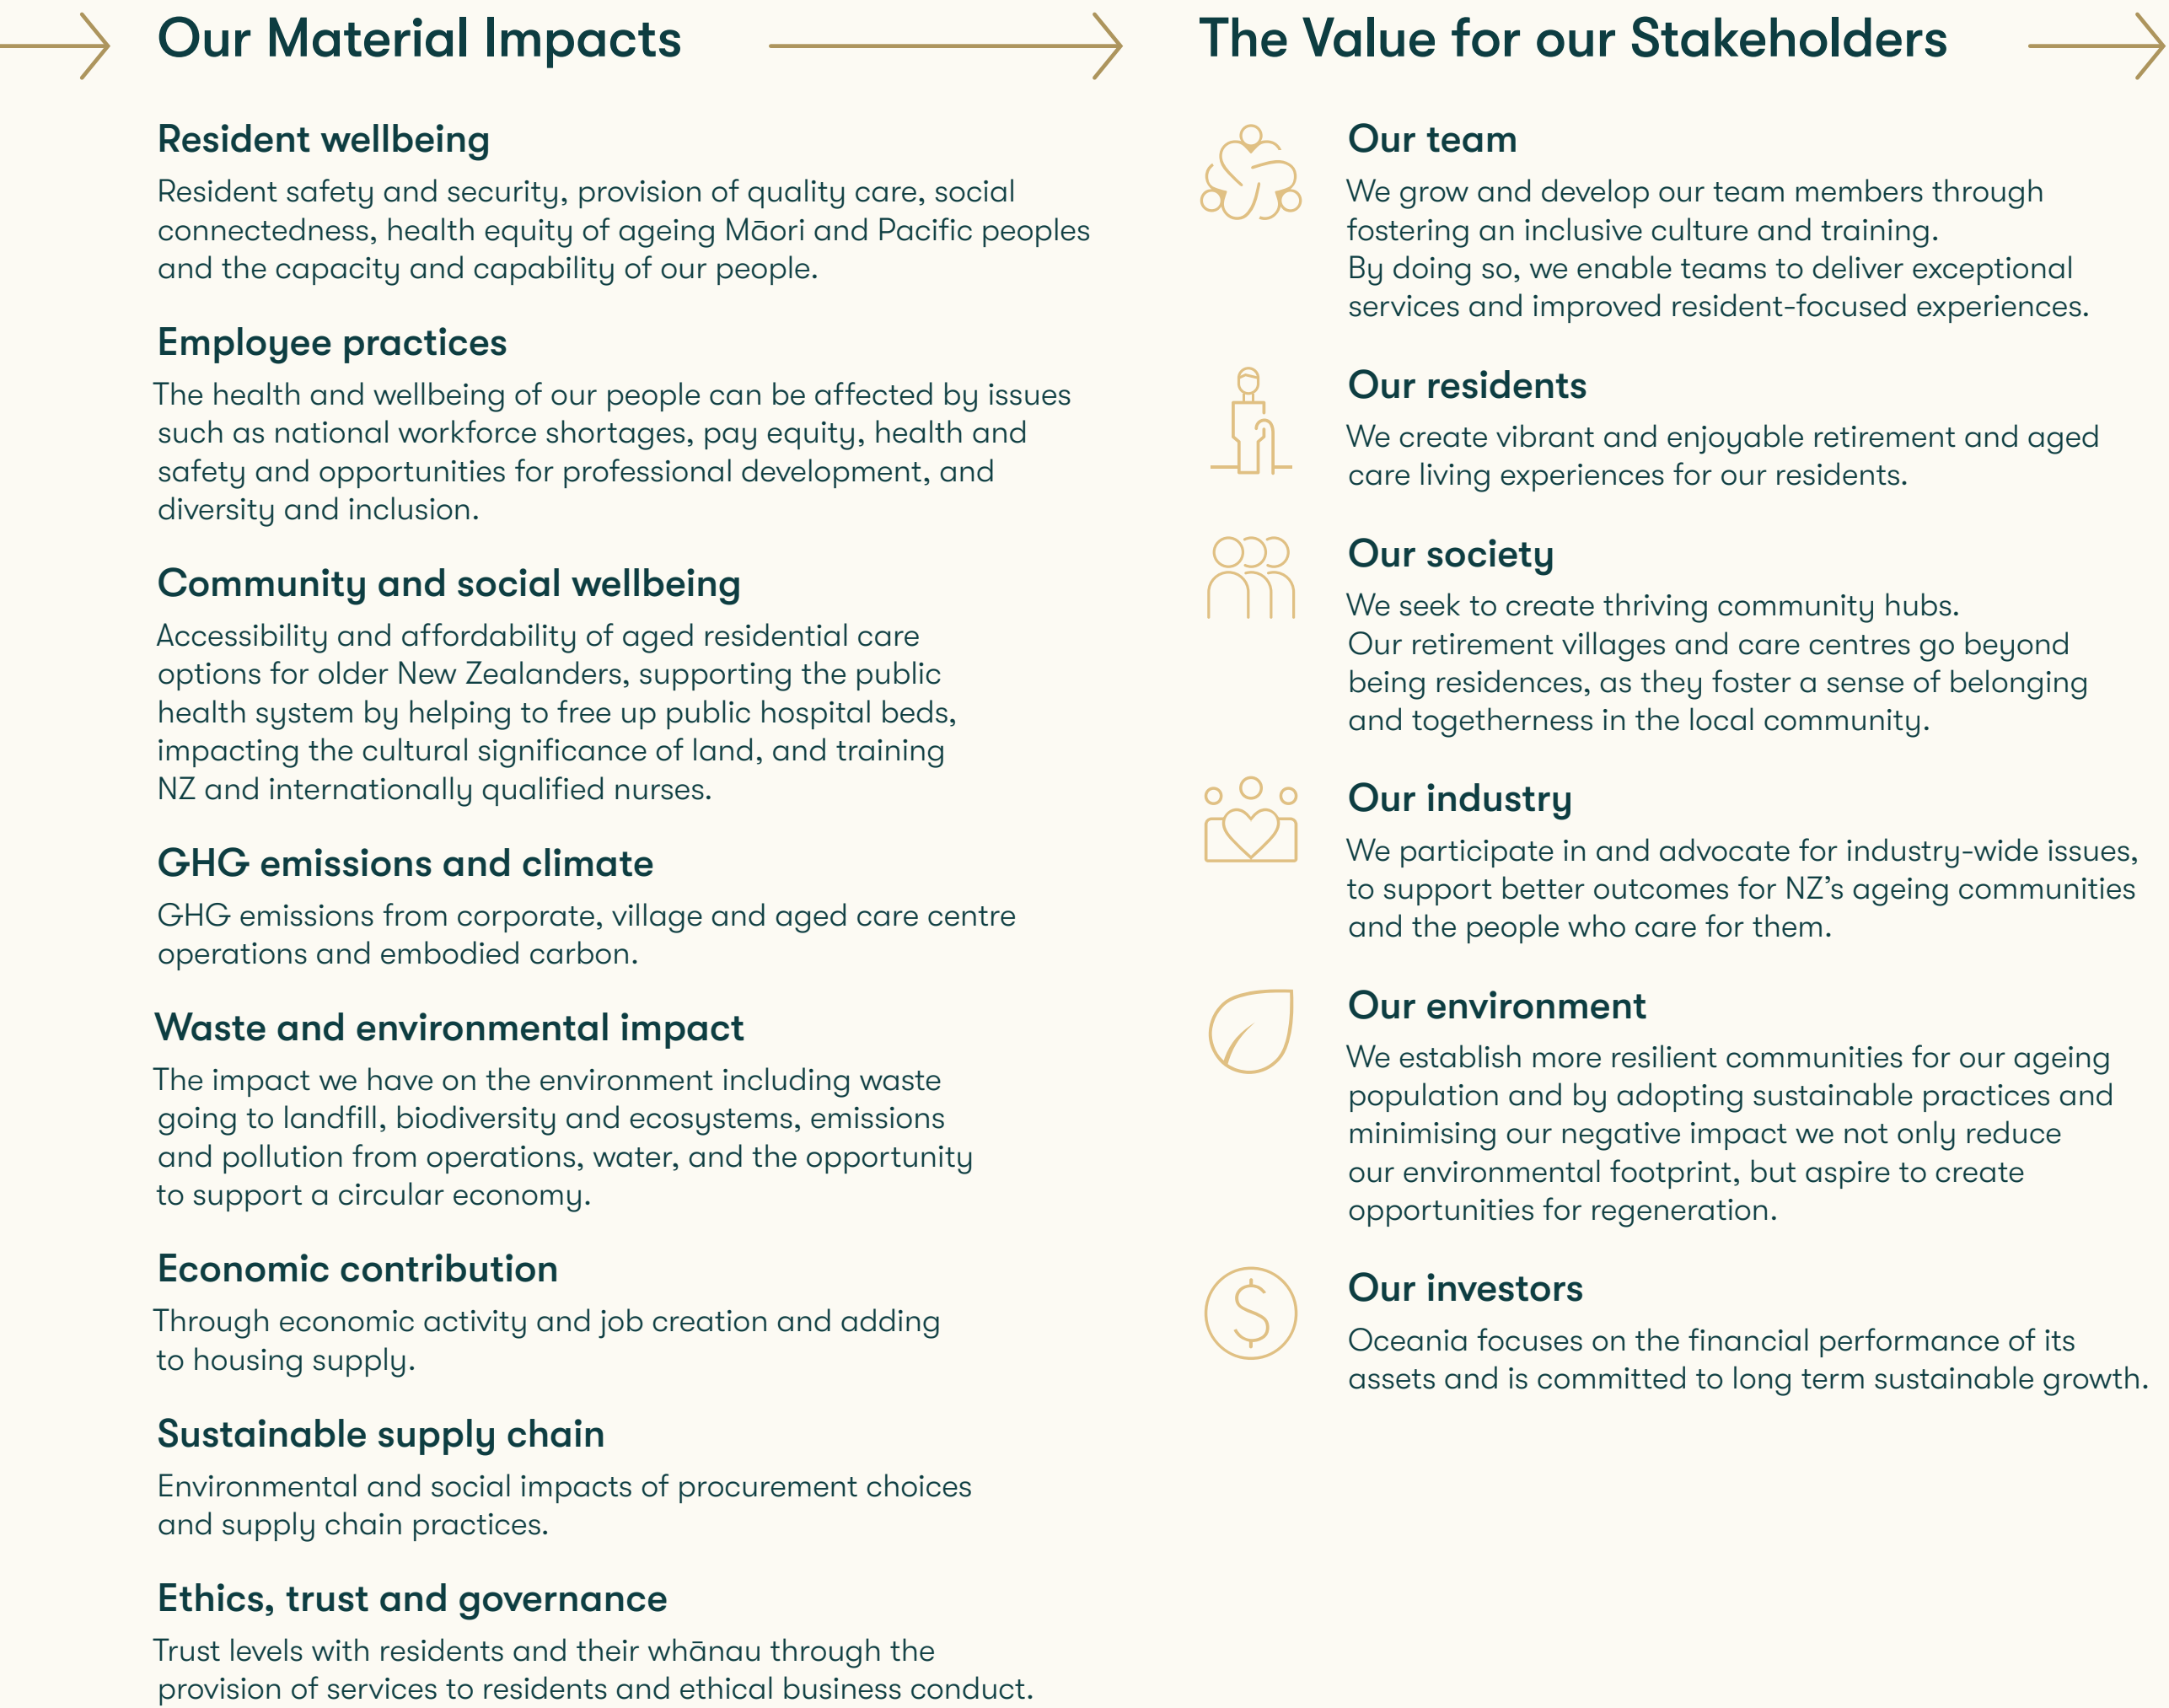 Our Material Impacts
Resident wellbeing
Resident safety and security, provision of quality care, social
connectedness, health equity of ageing Māori and Pacific peoples
and the capacity and capability of our people.
Employee practices
The health and wellbeing of our people can be affected by issues
such as national workforce shortages, pay equity, health and
safety and opportunities for professional development, and
diversity and inclusion.
Community and social wellbeing
Accessibility and affordability of aged residential care
options for older New Zealanders, supporting the public
health system by helping to free up public hospital beds,
impacting the cultural significance of land, and training
NZ and internationally qualified nurses.
GHG emissions and climate
GHG emissions from corporate, village and aged care centre
operations and embodied carbon.
Waste and environmental impact
The impact we have on the environment including waste
going to landfill, biodiversity and ecosystems, emissions
and pollution from operations, water, and the opportunity
to support a circular economy.
Economic contribution
Through economic activity and job creation and adding
to housing supply.
Sustainable supply chain
Environmental and social impacts of procurement choices
and supply chain practices.
Ethics, trust and governance
Trust levels with residents and their whānau through the
provision of services to residents and ethical business conduct.
The Value for our Stakeholders
Our team
We grow and develop our team members through
fostering an inclusive culture and training.
By doing so, we enable teams to deliver exceptional
services and improved resident-focused experiences.
Our residents
We create vibrant and enjoyable retirement and aged
care living experiences for our residents.
Our society
We seek to create thriving community hubs.
Our retirement villages and care centres go beyond
being residences, as they foster a sense of belonging
and togetherness in the local community.
Our industry
We participate in and advocate for industry-wide issues,
to support better outcomes for NZ’s ageing communities
and the people who care for them.
Our environment
We establish more resilient communities for our ageing
population and by adopting sustainable practices and
minimising our negative impact we not only reduce
our environmental footprint, but aspire to create
opportunities for regeneration.
$
Our investors
Oceania focuses on the financial performance of its
assets and is committed to long term sustainable growth.